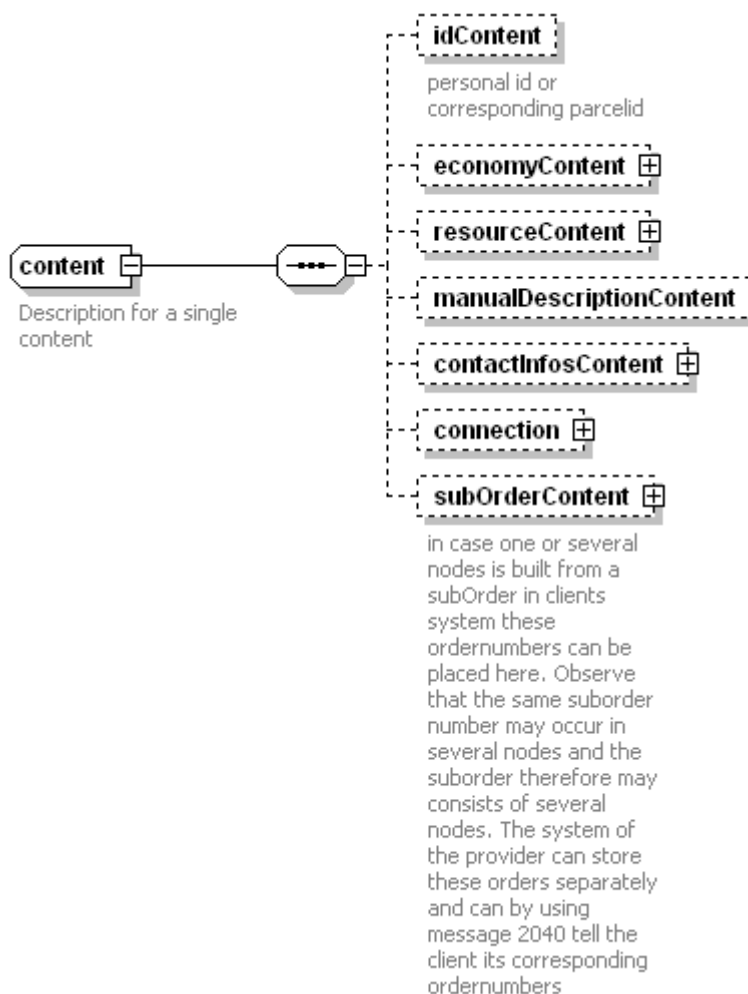 idContent
personal id or
corresponding parcelid
economyContent
resourceContent
content
Description for a single
content
manualDescriptionContent
contactInfosContent
connection
subOrderContent
in case one or several
nodes is built from a
subOrder in clients
system these
ordernumbers can be
placed here. Observe
that the same suborder
number may occur in
several nodes and the
suborder therefore may
consists of several
nodes. The system of
the provider can store
these orders separately
and can by using
message 2040 tell the
client its corresponding
ordernumbers